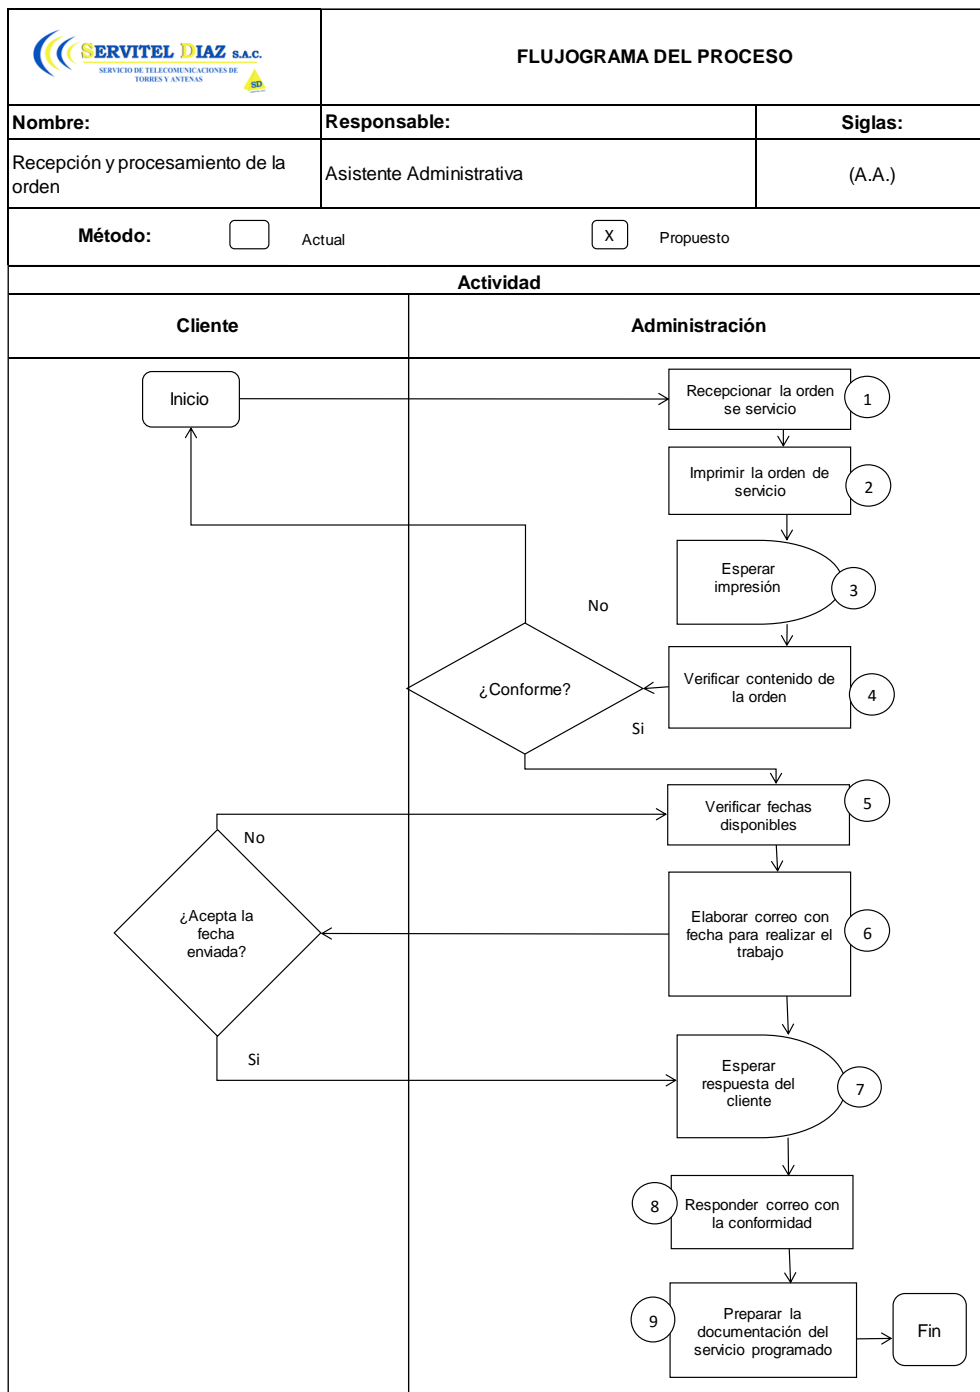 SERVITEL DIAZ S.A.C.
SERVICIO DE TELECOMUNICACIONES DE
TORRES Y ANTENAS
SD
FLUJOGRAMA DEL PROCESO
Nombre:
Responsable:
Siglas:
Recepción y procesamiento de la
orden
Asistente Administrativa
(A.A.)
Método:
Actual
X
Propuesto
Actividad
Cliente
Administración
Inicio
Recepcionar la orden
se servicio
1
Imprimir la orden de
servicio
2
Esperar
impresión
3
No
¿Conforme?
Verificar contenido de
la orden
4
Si
Verificar fechas
disponibles
5
No
¿Acepta la
fecha
enviada?
Elaborar correo con
fecha para realizar el
trabajo
6
Si
Esperar
respuesta del
cliente
7
8
Responder correo con
la conformidad
9
Preparar la
documentación del
servicio programado
Fin